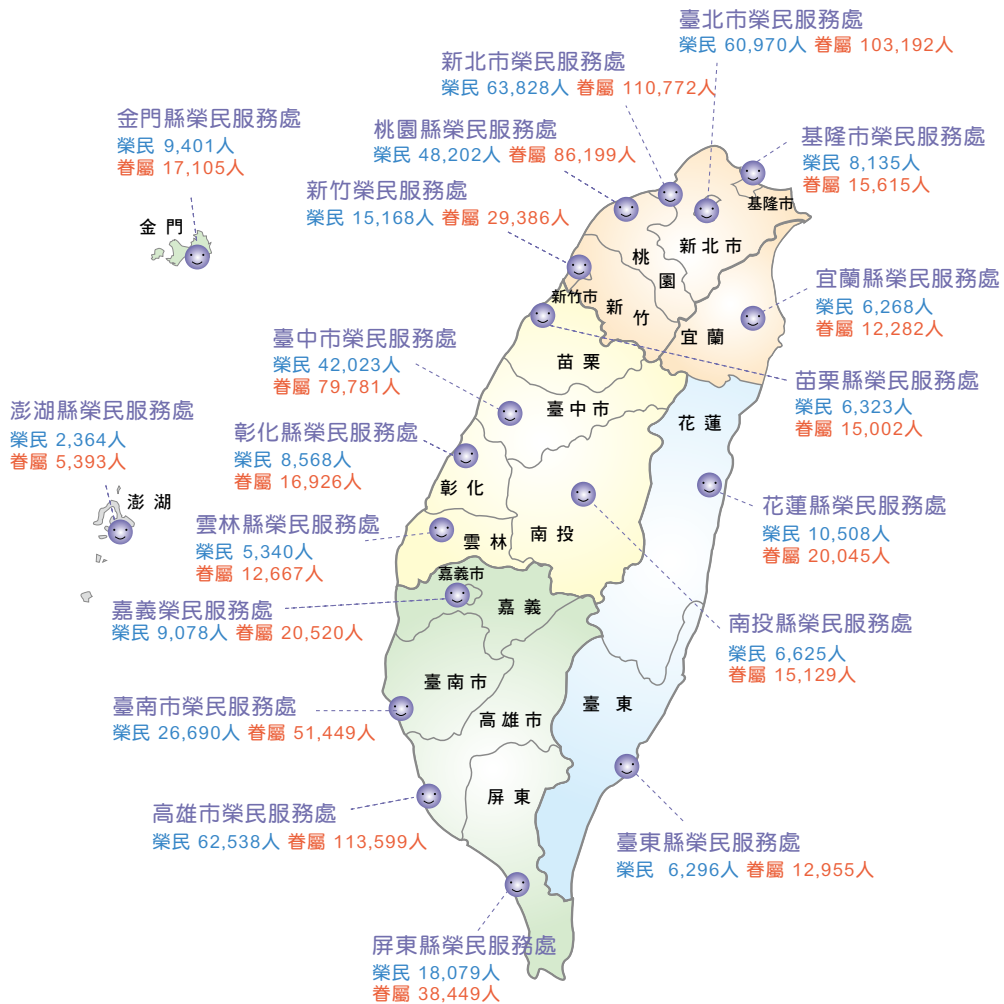 臺北市榮民服務處
榮民 60,970人 眷屬 103,192人
新北市榮民服務處
榮民 63,828人 眷屬 110,772人
金門縣榮民服務處
榮民 9,401人
眷屬 17,105人
桃園縣榮民服務處
榮民 48,202人 眷屬 86,199人
基隆市榮民服務處
榮民 8,135人
眷屬 15,615人
新竹榮民服務處
榮民 15,168人 眷屬 29,386人
金門
基隆市
新北市
桃園
宜蘭縣榮民服務處
榮民 6,268人
眷屬 12,282人
新竹市
新竹
宜蘭
臺中市榮民服務處
榮民 42,023人
眷屬 79,781人
苗栗
苗栗縣榮民服務處
榮民 6,323人
眷屬 15,002人
澎湖縣榮民服務處
榮民 2,364人
眷屬 5,393人
臺中市
花蓮
彰化縣榮民服務處
榮民 8,568人
眷屬 16,926人
彰化
澎湖
花蓮縣榮民服務處
榮民 10,508人
眷屬 20,045人
雲林縣榮民服務處
榮民 5,340人
眷屬 12,667人
雲林
南投
嘉義市
嘉義
嘉義榮民服務處
榮民 9,078人 眷屬 20,520人
南投縣榮民服務處
榮民 6,625人
眷屬 15,129人
臺南市
臺南市榮民服務處
榮民 26,690人 眷屬 51,449人
高雄市
臺東
屏東
高雄市榮民服務處
榮民 62,538人 眷屬 113,599人
臺東縣榮民服務處
榮民 6,296人 眷屬 12,955人
屏東縣榮民服務處
榮民 18,079人
眷屬 38,449人